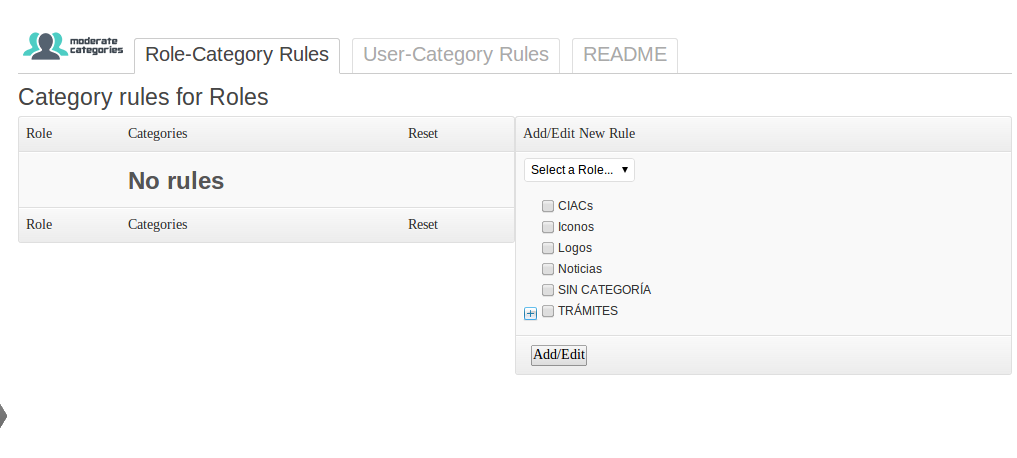 moderate
categories
Role-Category Rules
User-Category Rules
README
Category rules for Roles
Role Categories Reset
No rules
Role Categories Reset
Add/Edit New Rule
Select a Role...
CIACs
Iconos
Logos
Noticias
SIN CATEGORÍA
TRÁMITES
Add/Edit